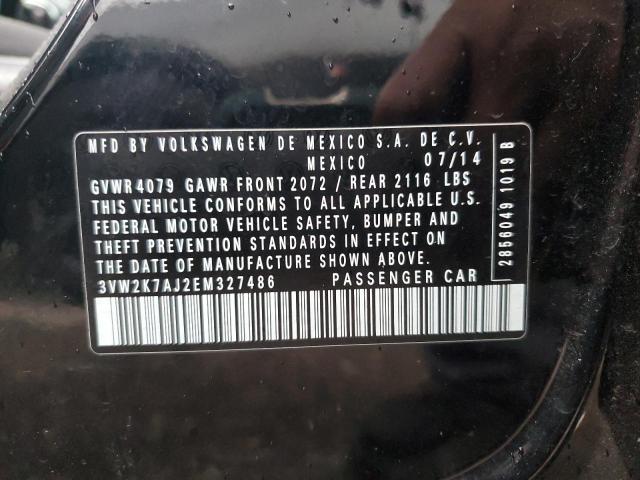 MFD BY VOLKSWAGEN DE MEXICO S.A. DE C.V.
MEXICO 07/14
GVWR 4079 GAWR FRONT 2072 / REAR 2116 LBS
THIS VEHICLE CONFORMS TO ALL APPLICABLE U.S.
FEDERAL MOTOR VEHICLE SAFETY, BUMPER AND
THEFT PREVENTION STANDARDS IN EFFECT ON
THE DATE OF MANUFACTURE SHOWN ABOVE.
3VW2K7AJ2EM327486 PASSENGER CAR
2856049 1019 B